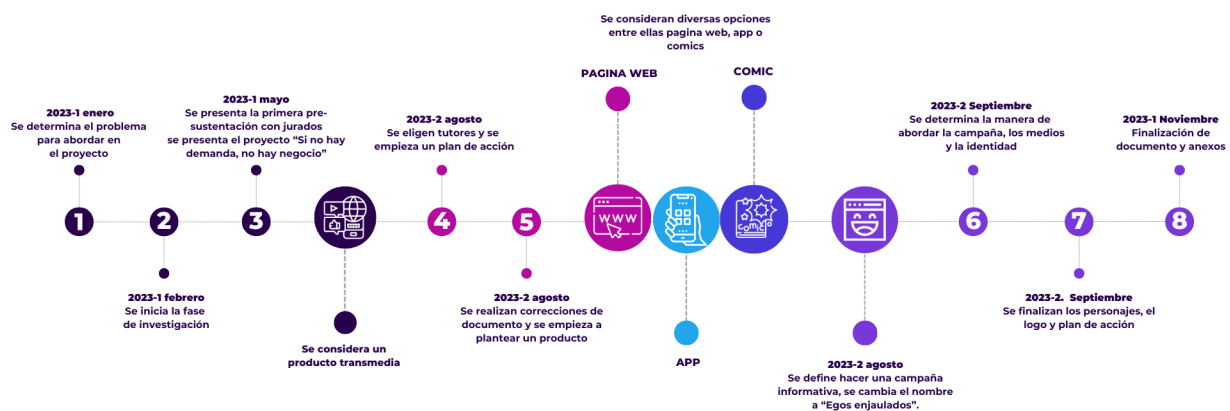 2023-1 enero
Se determina el problema
para abordar en
el proyecto
1
2
2023-1 febrero
Se inicia la fase
de investigación
2023-1 mayo
Se presenta la primera pre-
sustentación con jurados
se presenta el proyecto “Si no hay
demanda, no hay negocio”
3
Se considera un
producto transmedia
2023-2 agosto
Se eligen tutores y se
empieza un plan de acción
4
5
2023-2 agosto
Se realizan correcciones de
documento y se empieza a
plantear un producto
Se consideran diversas opciones
entre ellas pagina web, app o
comics
PAGINA WEB
WWW
APP
COMIC
comic
2023-2 agosto
Se define hacer una campaña
informativa, se cambia el nombre
a “Egos enjaulados”.
2023-2 Septiembre
Se determina la manera de
abordar la campaña, los medios
y la identidad
6
7
2023-2. Septiembre
Se finalizan los personajes, el
logo y plan de acción
2023-1 Noviembre
Finalización de
documento y anexos
8